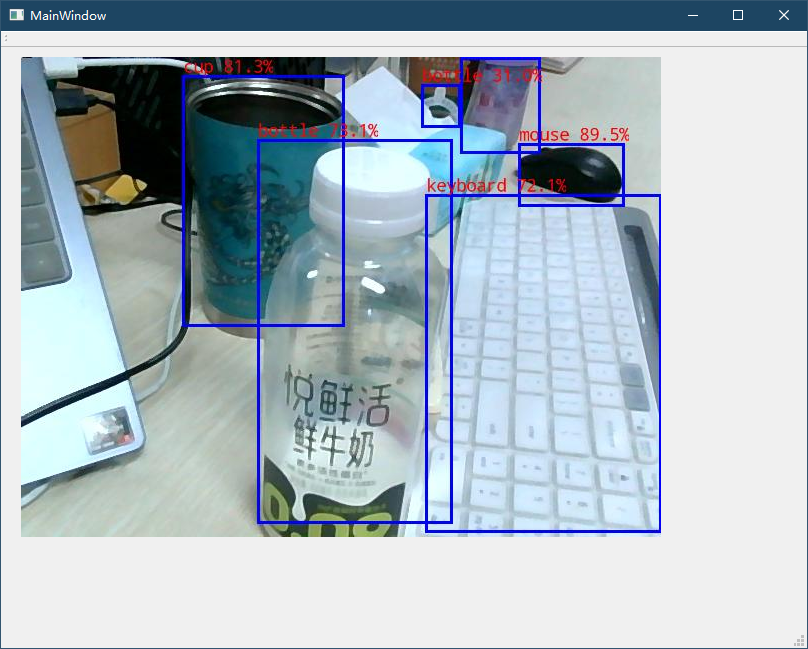 MainWindow
cup 81.3%
bottle 31.0%
bottle 73.1%
mouse 89.5%
keyboard 72.1%
悦鲜活
鲜牛奶